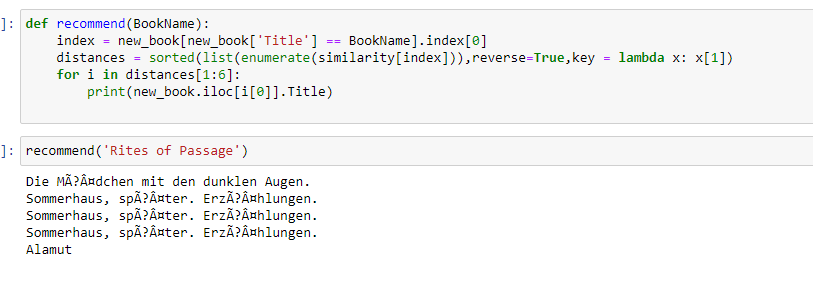 ]: def recommend(BookName):
index = new_book[new_book['Title'] == BookName].index[0]
distances = sorted(list(enumerate(similarity[index])),reverse=True,key = lambda x: x[1])
for i in distances[1:6]:
print(new_book.iloc[i[0]].Title)
]: recommend('Rites of Passage')
Die MÃ?Â¤dchen mit den dunklen Augen.
Sommerhaus, spÃ?Â¤ter. ErzÃ?Â¤hlungen.
Sommerhaus, spÃ?Â¤ter. ErzÃ?Â¤hlungen.
Sommerhaus, spÃ?Â¤ter. ErzÃ?Â¤hlungen.
Alamut